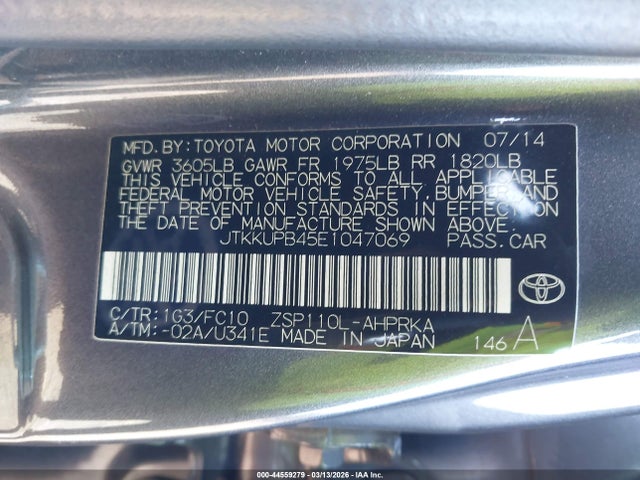 MFD.BY:TOYOTA MOTOR CORPORATION 07/14
GVWR 3605LB GAWR FR 1975LB RR 1820LB
THIS VEHICLE CONFORMS TO ALL APPLICABLE
FEDERAL MOTOR VEHICLE SAFETY, BUMPER, AND
THEFT PREVENTION STANDARDS IN EFFECT ON
THE DATE OF MANUFACTURE SHOWN ABOVE.
JTKKUPB45E1047069 PASS.CAR
C/TR:1G3/FC10 ZSP110L-AHPRKA
A/TM:-02A/U341E MADE IN JAPAN 146 A
000-44559279 - 03/13/2026 - IAA Inc.